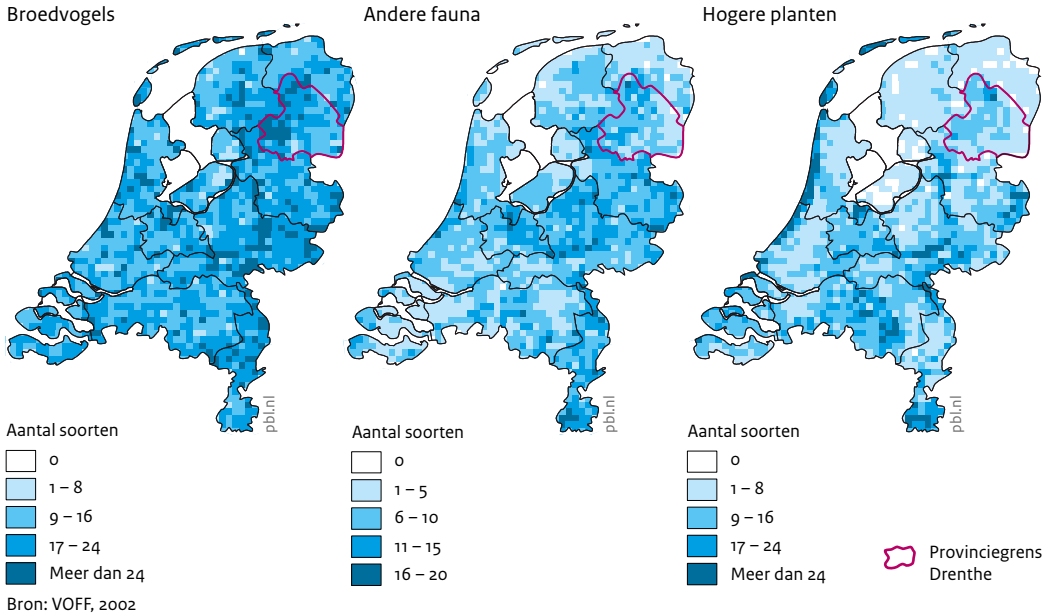 Broedvogels
Andere fauna
Hogere planten
pbl.nl
pbl.nl
pbl.nl
Aantal soorten
0
1 – 8
9 – 16
17 – 24
Meer dan 24
Aantal soorten
0
1 – 5
6 – 10
11 – 15
16 – 20
Aantal soorten
0
1 – 8
9 – 16
17 – 24
Meer dan 24
Provinciegrens
Drenthe
Bron: VOFF, 2002